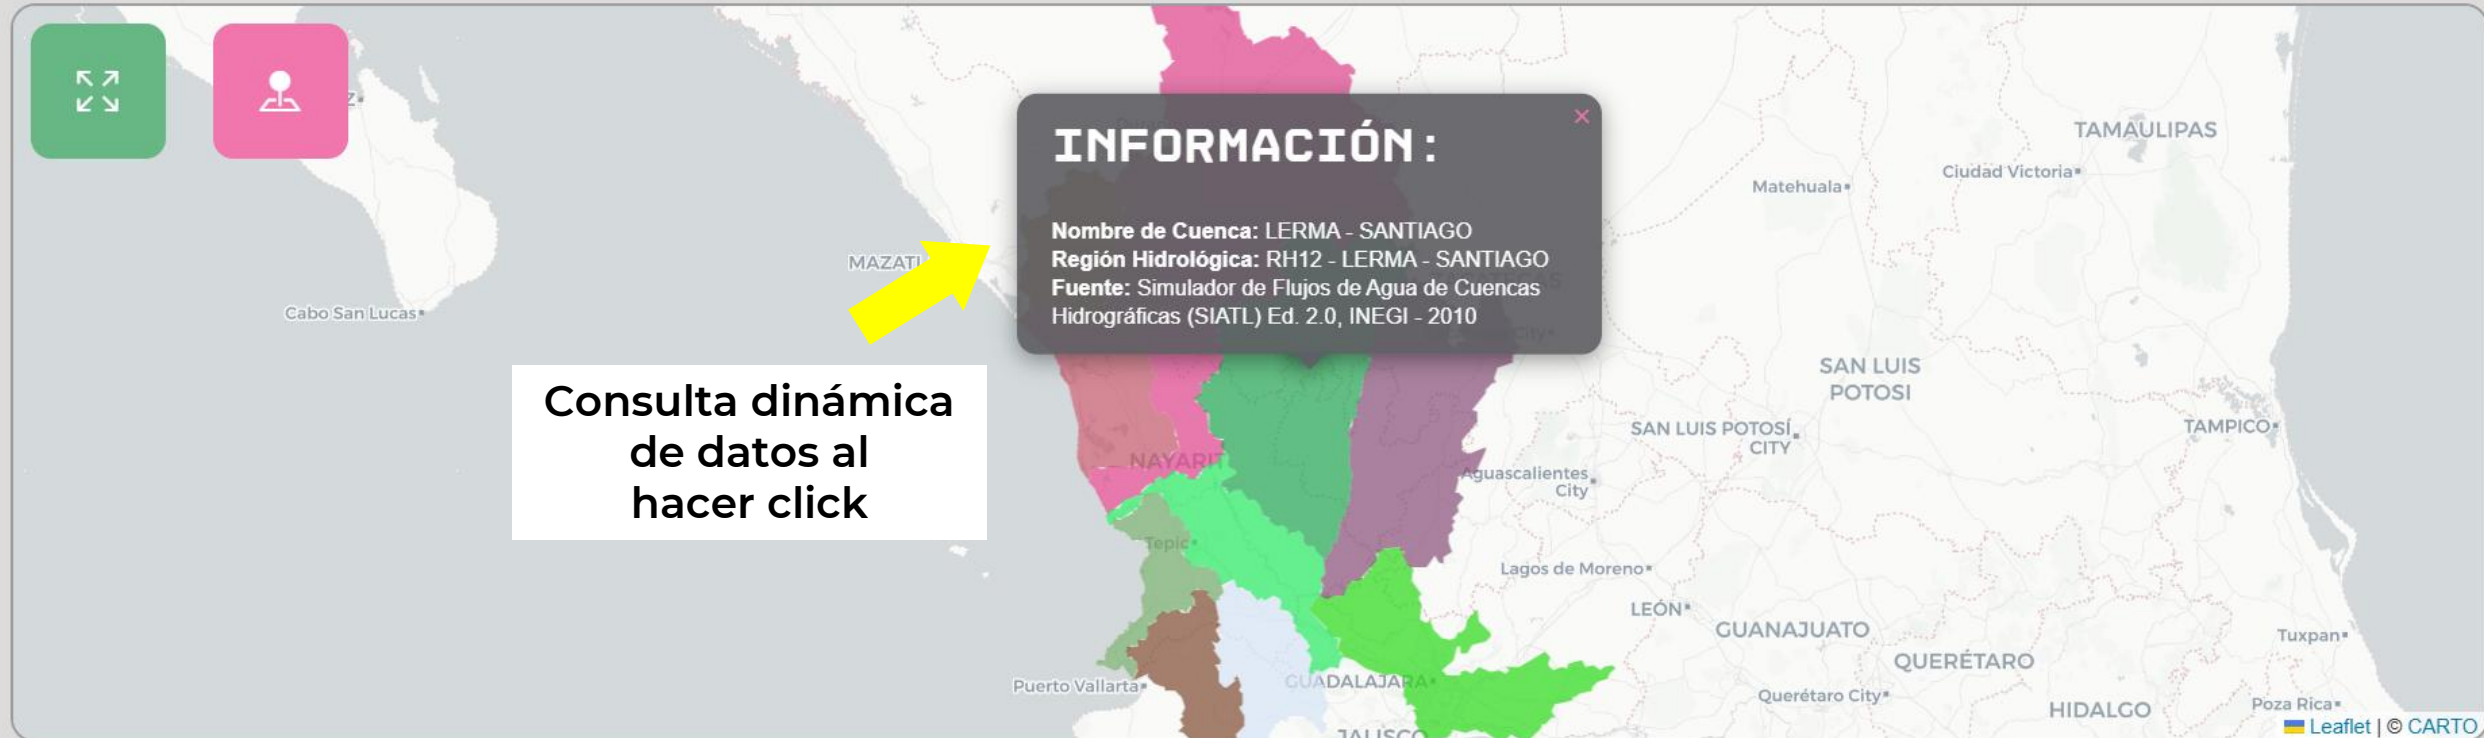 INFORMACIÓN:
Nombre de Cuenca: LERMA - SANTIAGO
Región Hidrológica: RH12 - LERMA - SANTIAGO
Fuente: Simulador de Flujos de Agua de Cuencas
Hidrográficas (SIATL) Ed. 2.0, INEGI - 2010
Consulta dinámica
de datos al
hacer click
TAMAULIPAS
Ciudad Victoria
Matehuala
MAZATL
Cabo San Lucas
SAN LUIS
POTOSI
SAN LUIS POTOSÍ
CITY
TAMPICO
NAYARIT
Aguascalientes
City
Tepic
Lagos de Moreno
LEÓN
GUANAJUATO
Tuxpan
QUERÉTARO
Puerto Vallarta
GUADALAJARA
Querétaro City
HIDALGO
Poza Rica
JALISCO
Leaflet | © CARTO